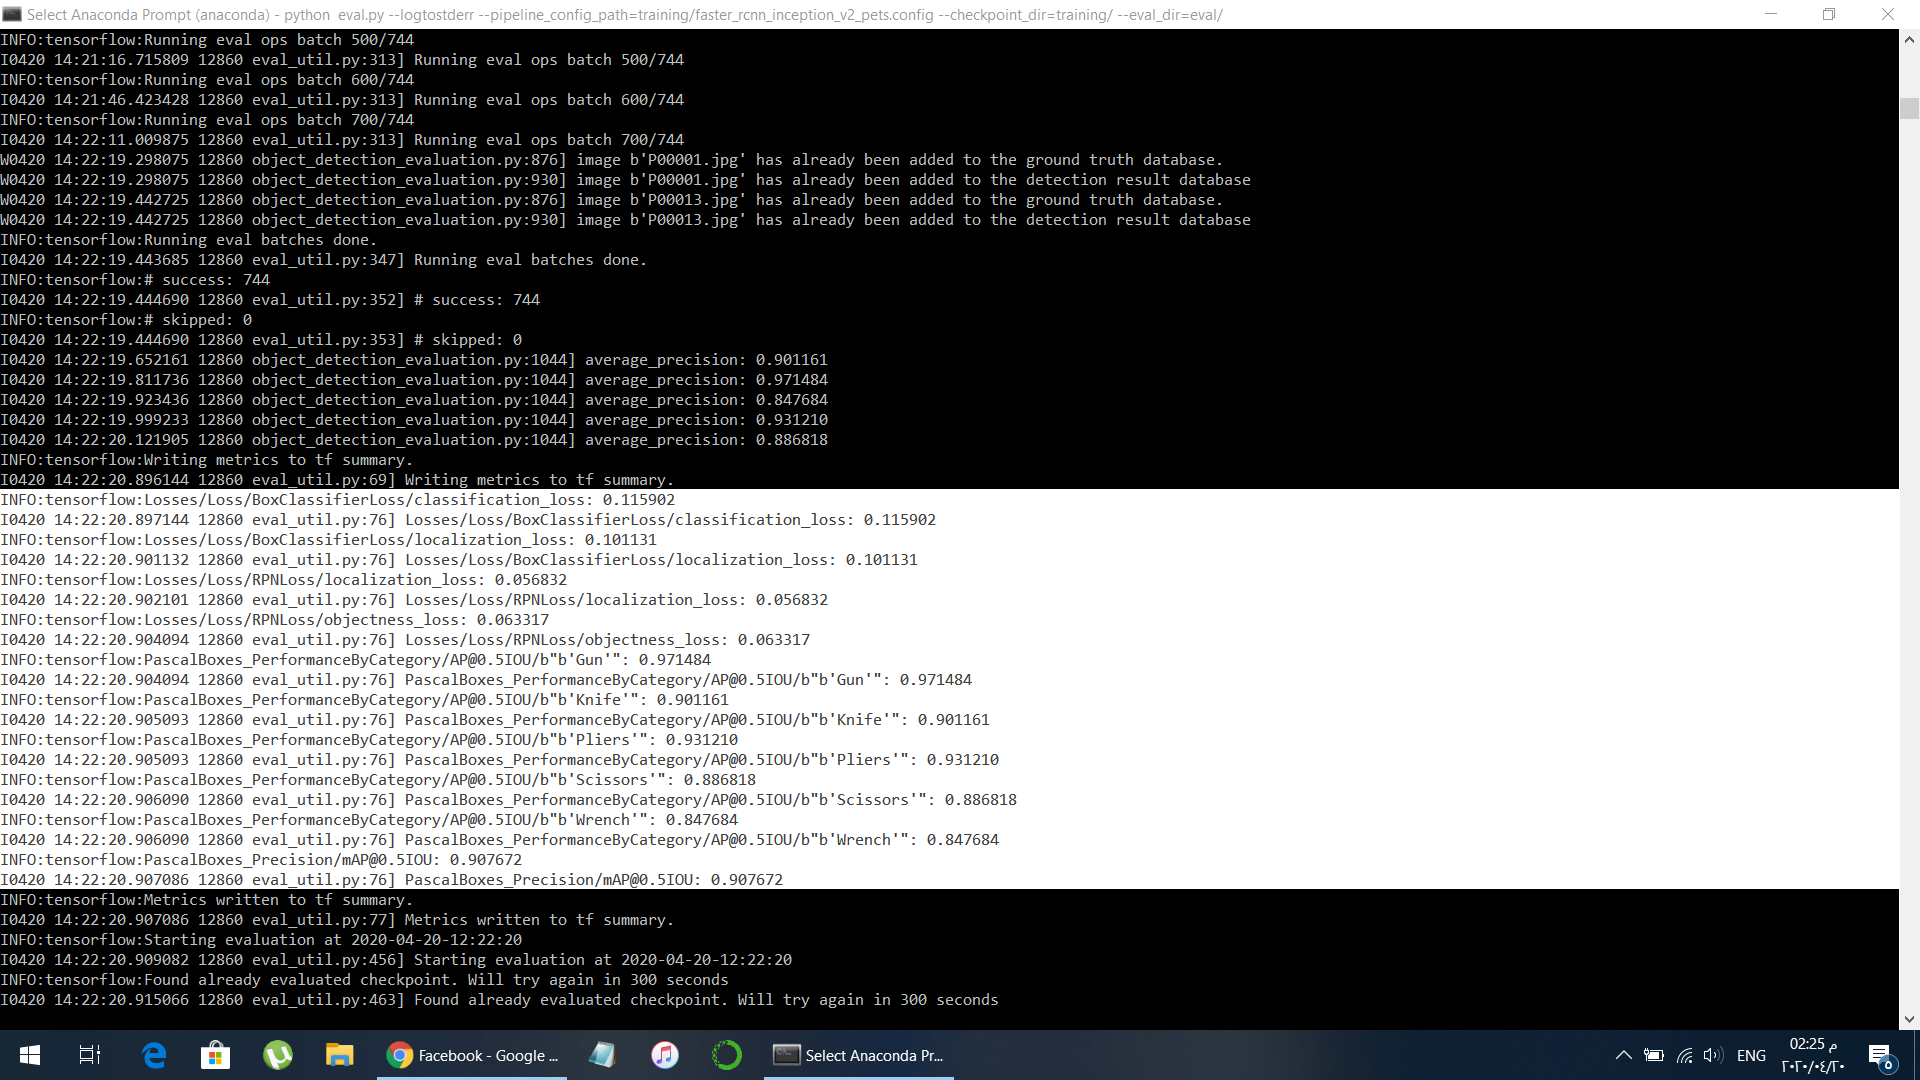 Select Anaconda Prompt (anaconda) - python  eval.py --logtostderr --pipeline_config_path=training/faster_rcnn_inception_v2_pets.config --checkpoint_dir=training/ --eval_dir=eval/
INFO:tensorflow:Running eval ops batch 500/744
I0420 14:21:16.715809 12860 eval_util.py:313] Running eval ops batch 500/744
INFO:tensorflow:Running eval ops batch 600/744
I0420 14:21:46.423428 12860 eval_util.py:313] Running eval ops batch 600/744
INFO:tensorflow:Running eval ops batch 700/744
I0420 14:22:11.009875 12860 eval_util.py:313] Running eval ops batch 700/744
W0420 14:22:19.298075 12860 object_detection_evaluation.py:876] image b'P00001.jpg' has already been added to the ground truth database.
W0420 14:22:19.298075 12860 object_detection_evaluation.py:930] image b'P00001.jpg' has already been added to the detection result database
W0420 14:22:19.442725 12860 object_detection_evaluation.py:876] image b'P00013.jpg' has already been added to the ground truth database.
W0420 14:22:19.442725 12860 object_detection_evaluation.py:930] image b'P00013.jpg' has already been added to the detection result database
INFO:tensorflow:Running eval batches done.
I0420 14:22:19.443685 12860 eval_util.py:347] Running eval batches done.
INFO:tensorflow:# success: 744
I0420 14:22:19.444690 12860 eval_util.py:352] # success: 744
INFO:tensorflow:# skipped: 0
I0420 14:22:19.444690 12860 eval_util.py:353] # skipped: 0
I0420 14:22:19.652161 12860 object_detection_evaluation.py:1044] average_precision: 0.901161
I0420 14:22:19.811736 12860 object_detection_evaluation.py:1044] average_precision: 0.971484
I0420 14:22:19.923436 12860 object_detection_evaluation.py:1044] average_precision: 0.847684
I0420 14:22:19.999233 12860 object_detection_evaluation.py:1044] average_precision: 0.931210
I0420 14:22:20.121905 12860 object_detection_evaluation.py:1044] average_precision: 0.886818
INFO:tensorflow:Writing metrics to tf summary.
I0420 14:22:20.896144 12860 eval_util.py:69] Writing metrics to tf summary.
INFO:tensorflow:Losses/Loss/BoxClassifierLoss/classification_loss: 0.115902
I0420 14:22:20.897144 12860 eval_util.py:76] Losses/Loss/BoxClassifierLoss/classification_loss: 0.115902
INFO:tensorflow:Losses/Loss/BoxClassifierLoss/localization_loss: 0.101131
I0420 14:22:20.901132 12860 eval_util.py:76] Losses/Loss/BoxClassifierLoss/localization_loss: 0.101131
INFO:tensorflow:Losses/Loss/RPNLoss/localization_loss: 0.056832
I0420 14:22:20.902101 12860 eval_util.py:76] Losses/Loss/RPNLoss/localization_loss: 0.056832
INFO:tensorflow:Losses/Loss/RPNLoss/objectness_loss: 0.063317
I0420 14:22:20.904094 12860 eval_util.py:76] Losses/Loss/RPNLoss/objectness_loss: 0.063317
INFO:tensorflow:PascalBoxes_PerformanceByCategory/AP@0.5IOU/b"b'Gun'": 0.971484
I0420 14:22:20.904094 12860 eval_util.py:76] PascalBoxes_PerformanceByCategory/AP@0.5IOU/b"b'Gun'": 0.971484
INFO:tensorflow:PascalBoxes_PerformanceByCategory/AP@0.5IOU/b"b'Knife'": 0.901161
I0420 14:22:20.905093 12860 eval_util.py:76] PascalBoxes_PerformanceByCategory/AP@0.5IOU/b"b'Knife'": 0.901161
INFO:tensorflow:PascalBoxes_PerformanceByCategory/AP@0.5IOU/b"b'Pliers'": 0.931210
I0420 14:22:20.905093 12860 eval_util.py:76] PascalBoxes_PerformanceByCategory/AP@0.5IOU/b"b'Pliers'": 0.931210
INFO:tensorflow:PascalBoxes_PerformanceByCategory/AP@0.5IOU/b"b'Scissors'": 0.886818
I0420 14:22:20.906090 12860 eval_util.py:76] PascalBoxes_PerformanceByCategory/AP@0.5IOU/b"b'Scissors'": 0.886818
INFO:tensorflow:PascalBoxes_PerformanceByCategory/AP@0.5IOU/b"b'Wrench'": 0.847684
I0420 14:22:20.906090 12860 eval_util.py:76] PascalBoxes_PerformanceByCategory/AP@0.5IOU/b"b'Wrench'": 0.847684
INFO:tensorflow:PascalBoxes_Precision/mAP@0.5IOU: 0.907672
I0420 14:22:20.907086 12860 eval_util.py:76] PascalBoxes_Precision/mAP@0.5IOU: 0.907672
INFO:tensorflow:Metrics written to tf summary.
I0420 14:22:20.907086 12860 eval_util.py:77] Metrics written to tf summary.
INFO:tensorflow:Starting evaluation at 2020-04-20-12:22:20
I0420 14:22:20.909082 12860 eval_util.py:456] Starting evaluation at 2020-04-20-12:22:20
INFO:tensorflow:Found already evaluated checkpoint. Will try again in 300 seconds
I0420 14:22:20.915066 12860 eval_util.py:463] Found already evaluated checkpoint. Will try again in 300 seconds
Facebook - Google ...
Select Anaconda Pr...
ENG
02:25 م
٢٠٢٠/٠٤/٢٠
٥